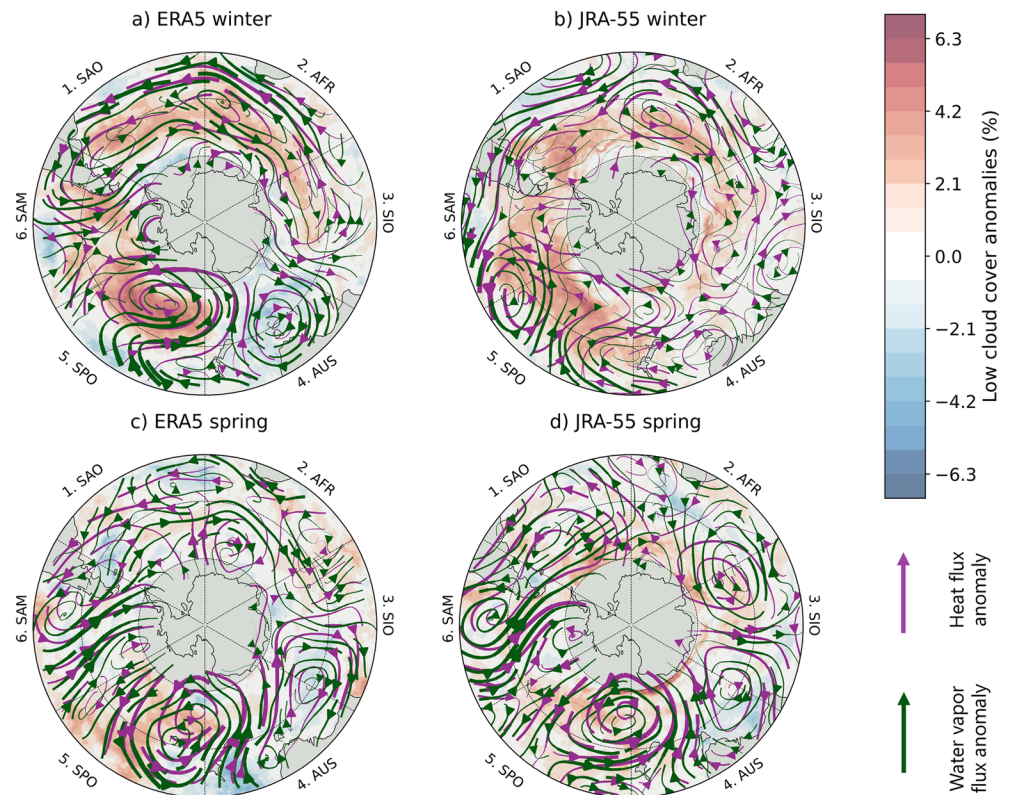 a) ERA5 winter
b) JRA-55 winter
1. SAO
2. AFR
3. SIO
4. AUS
5. SPO
6. SAM
1. SAO
2. AFR
3. SIO
4. AUS
5. SPO
6. SAM
c) ERA5 spring
d) JRA-55 spring
1. SAO
2. AFR
3. SIO
4. AUS
5. SPO
6. SAM
1. SAO
2. AFR
3. SIO
4. AUS
5. SPO
6. SAM
6.3
4.2
2.1
0.0
−2.1
−4.2
−6.3
Low cloud cover anomalies (%)
Heat flux
anomaly
Water vapor
flux anomaly